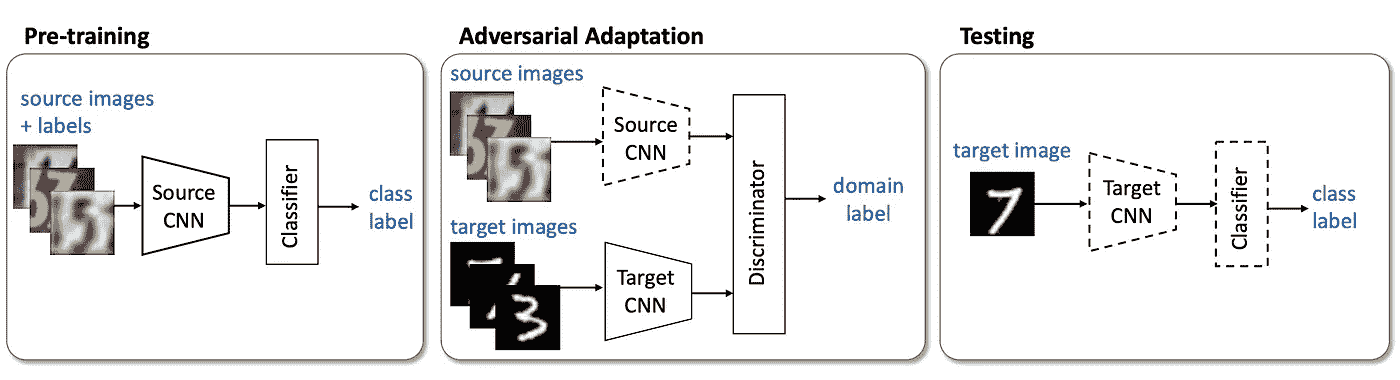 Pre-training
source images
+ labels
Source
CNN
Classifier
class
label
Adversarial Adaptation
source images
Source
CNN
target images
Target
CNN
Discriminator
domain
label
Testing
target image
7
Target
CNN
Classifier
class
label